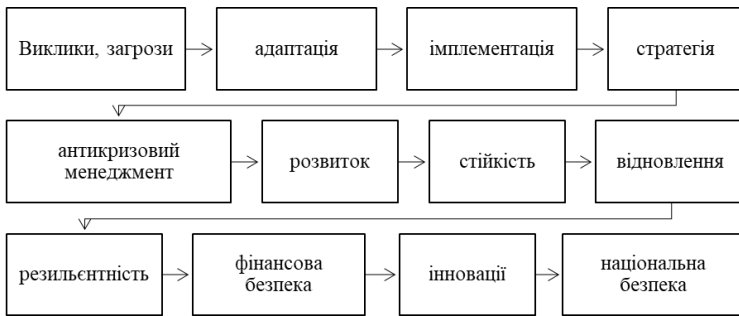 Виклики, загрози
адаптація
імплементація
стратегія
антикризовий
менеджмент
розвиток
стійкість
відновлення
резильєнтність
фінансова
безпека
інновації
національна
безпека